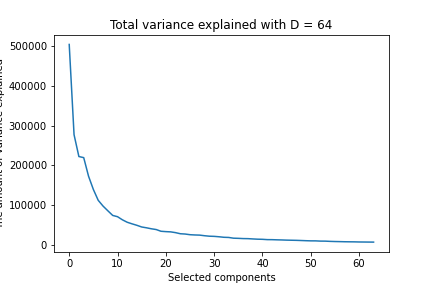 Total variance explained with D = 64
500000
400000
300000
200000
100000
0
amount of variance explained
0 10 20 30 40 50 60
Selected components